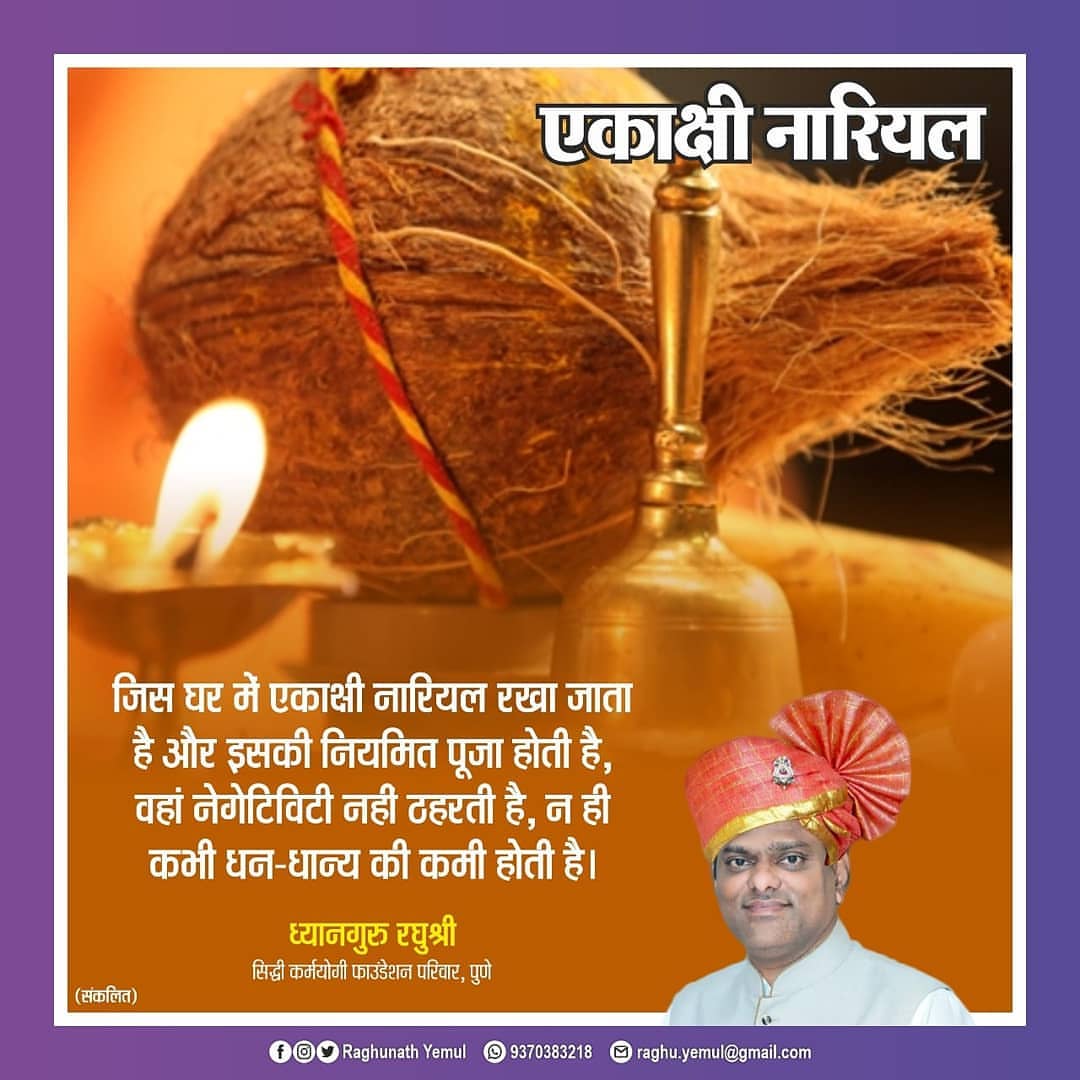 एकाक्षी नारियल
जिस घर में एकाक्षी नारियल रखा जाता
है और इसकी नियमित पूजा होती है,
वहां नेगेटिविटी नही ठहरती है, न ही
कभी धन-धान्य की कमी होती है।
ध्यानगुरु रघुश्री
सिद्धी कर्मयोगी फाउंडेशन परिवार, पुणे
(संकलित)
Raghunath Yemul 9370383218 raghu.yemul@gmail.com